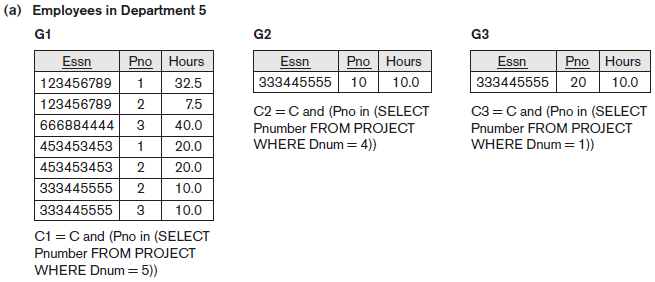 (a) Employees in Department 5
G1
Essn Pno Hours
123456789 1 32.5
123456789 2 7.5
666884444 3 40.0
453453453 1 20.0
453453453 2 20.0
333445555 2 10.0
333445555 3 10.0
C1 = C and (Pno in (SELECT
Pnumber FROM PROJECT
WHERE Dnum = 5))
G2
Essn Pno Hours
333445555 10 10.0
C2 = C and (Pno in (SELECT
Pnumber FROM PROJECT
WHERE Dnum = 4))
G3
Essn Pno Hours
333445555 20 10.0
C3 = C and (Pno in (SELECT
Pnumber FROM PROJECT
WHERE Dnum = 1))